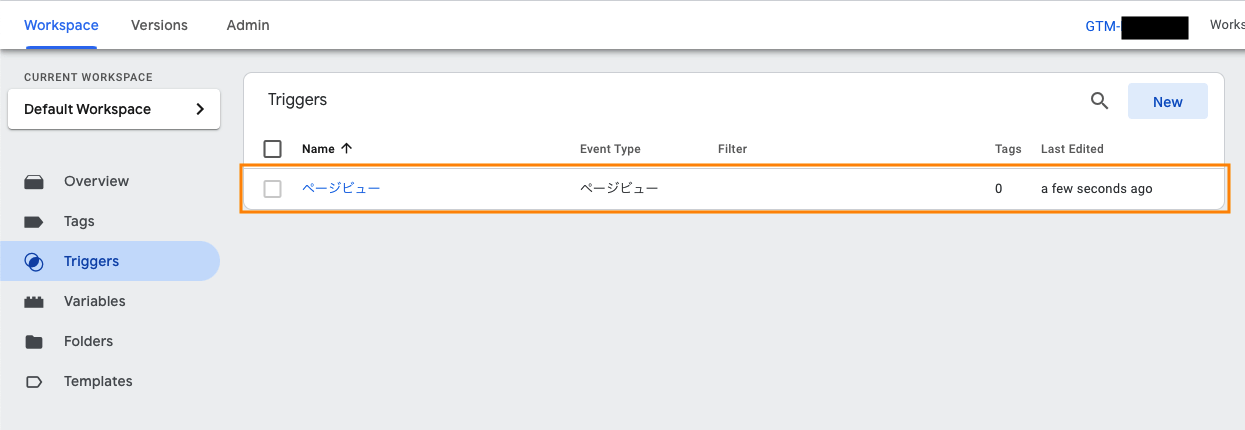 Workspace Versions Admin GTM- Works
CURRENT WORKSPACE
Default Workspace
Overview
Tags
Triggers
Variables
Folders
Templates
Triggers New
Name Event Type Filter Tags Last Edited
ページビュー ページビュー 0 a few seconds ago